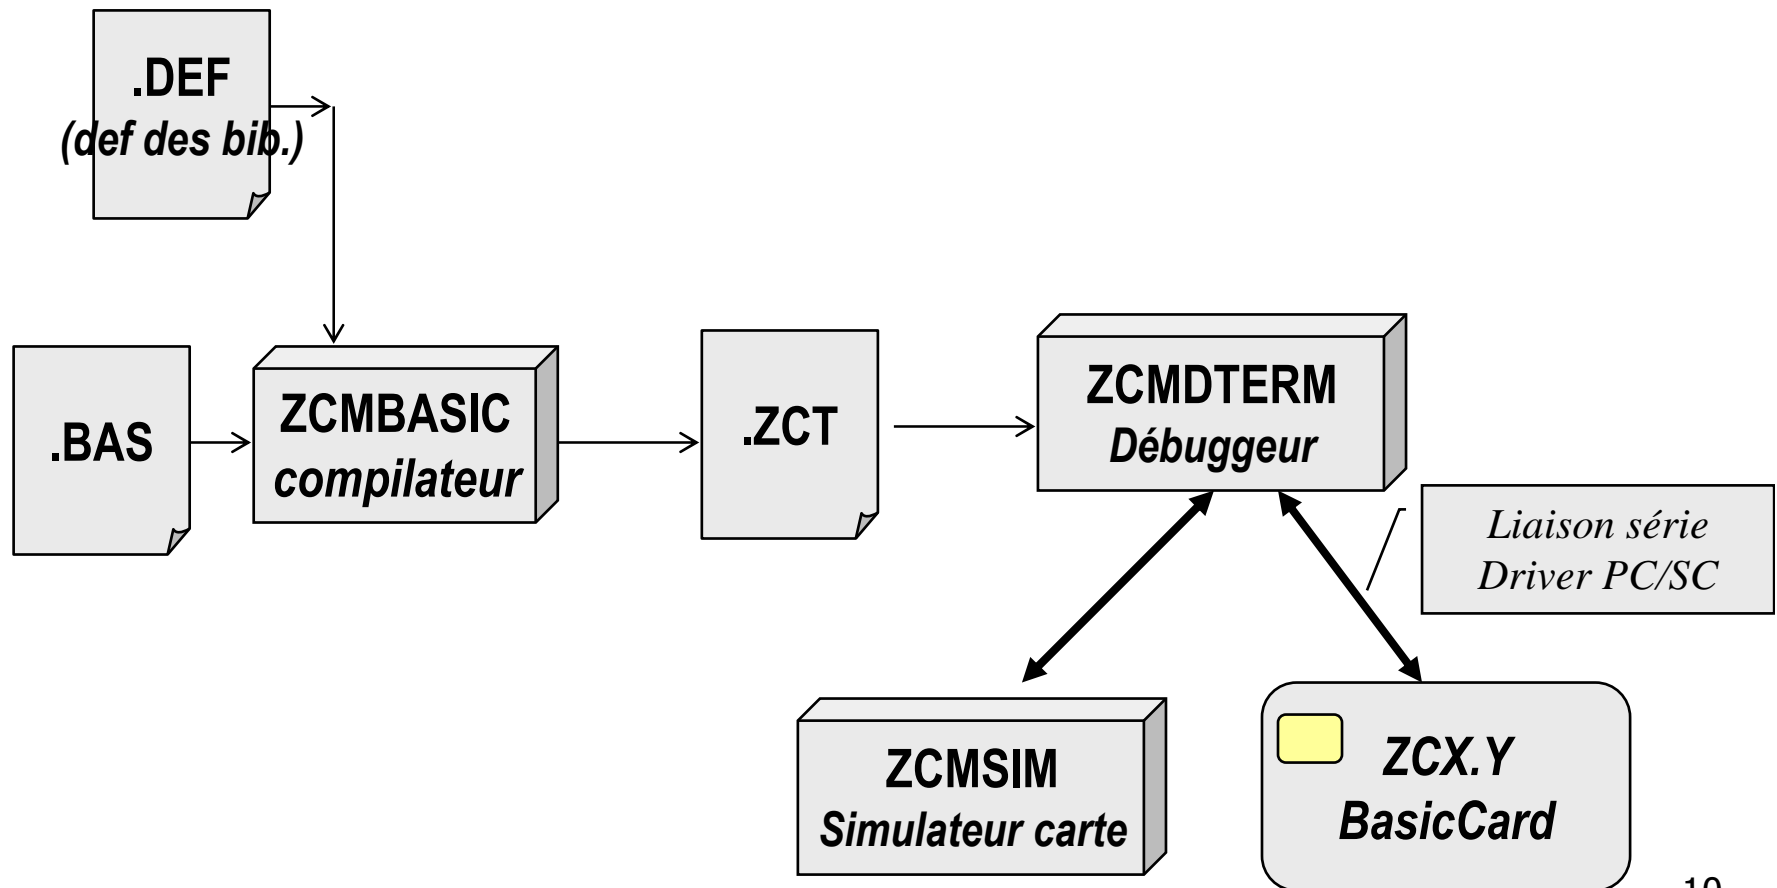 .DEF
(def des bib.)
.BAS
ZCMBASIC
compilateur
.ZCT
ZCMDTERM
Débuggeur
Liaison série
Driver PC/SC
ZCMSIM
Simulateur carte
ZCX.Y
BasicCard
10